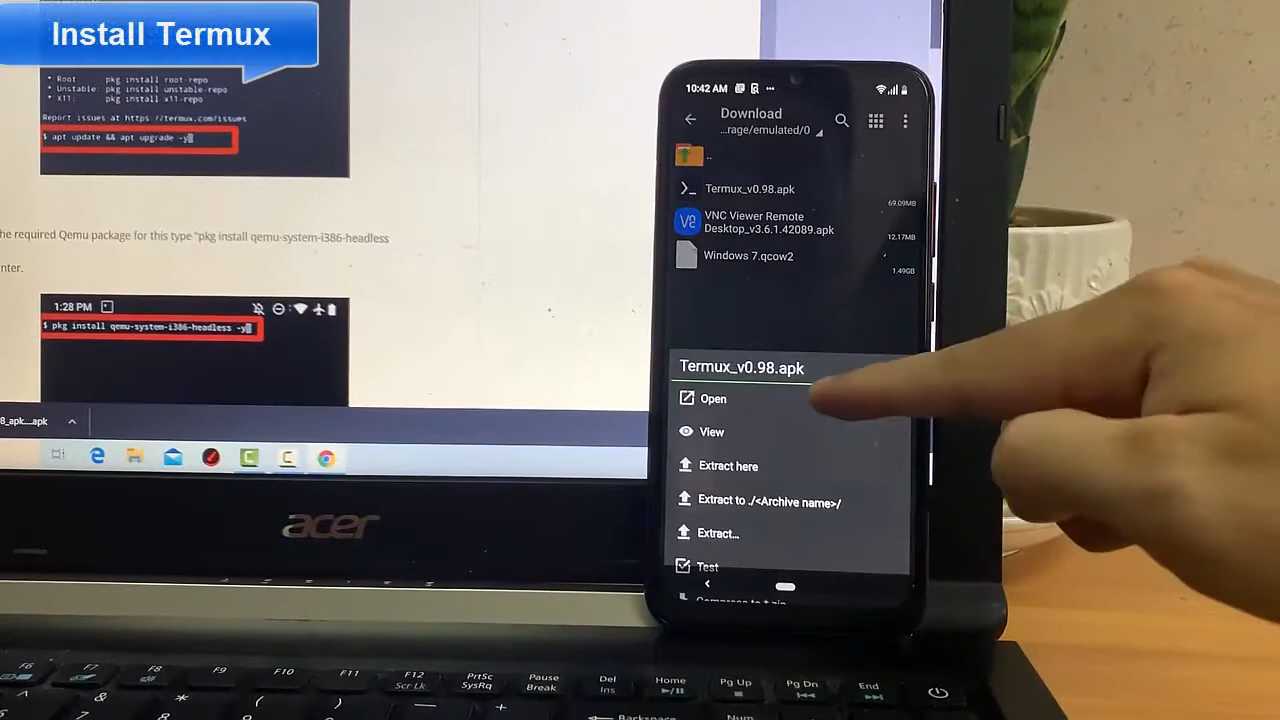 Install Termux
• Root     pkg install root-repo
• Unstable: pkg install unstable-repo
• X11:     pkg install x11-repo
Report issues at https://termux.com/issues
$ apt update && apt upgrade -y
he required Qemu package for this type "pkg install qemu-system-i386-headless
nter.
1:28 PM
$ pkg install qemu-system-i386-headless -y
8_apk....apk
acer
10:42 AM
Download
...rage/emulated/0
..
Termux_v0.98.apk
69.09MB
VNC Viewer Remote
Desktop_v3.6.1.42089.apk
12.17MB
Windows 7.qcow2
1.49GB
Termux_v0.98.apk
Open
View
Extract here
Extract to ./<Archive name>/
Extract...
Test
F6
F7
F8
F9
F10
F11
F12
Scr Lk
PrtSc
SysRq
Pause
Break
Del
Ins
Home
Pg Up
Pg Dn
End
Backspace
Num